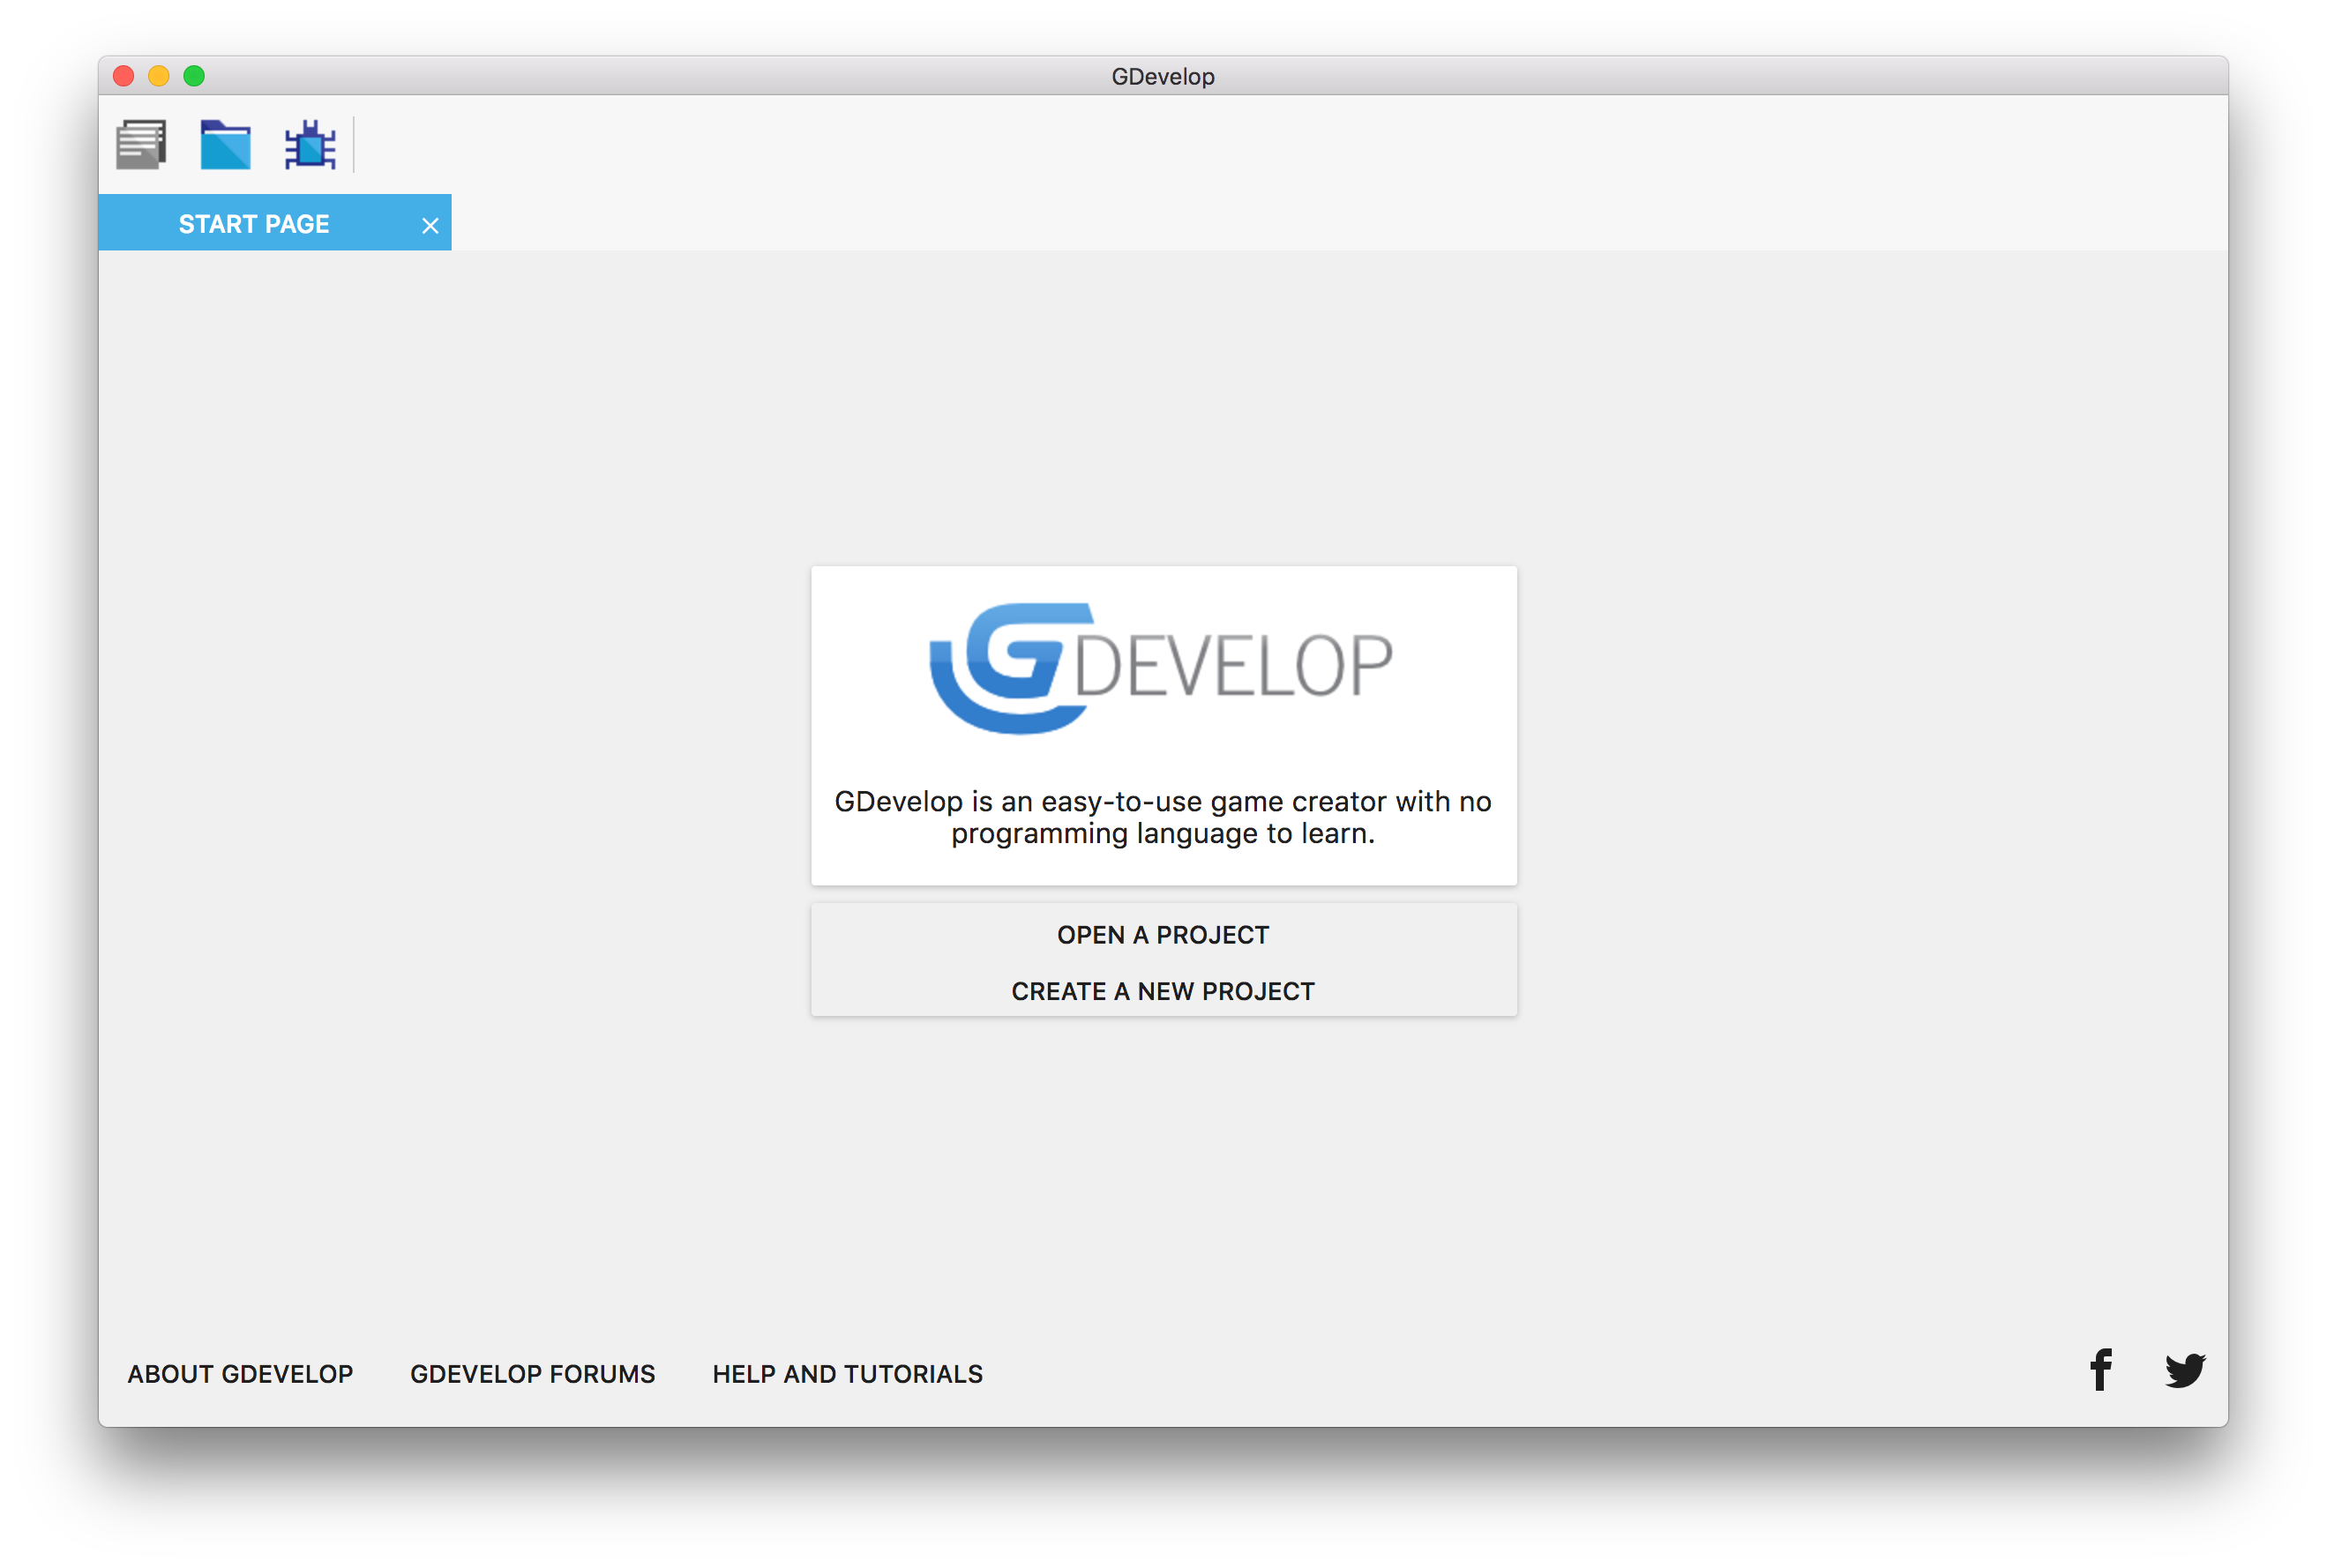 GDevelop
START PAGE
GDEVELOP
GDevelop is an easy-to-use game creator with no
programming language to learn.
OPEN A PROJECT
CREATE A NEW PROJECT
ABOUT GDEVELOP
GDEVELOP FORUMS
HELP AND TUTORIALS